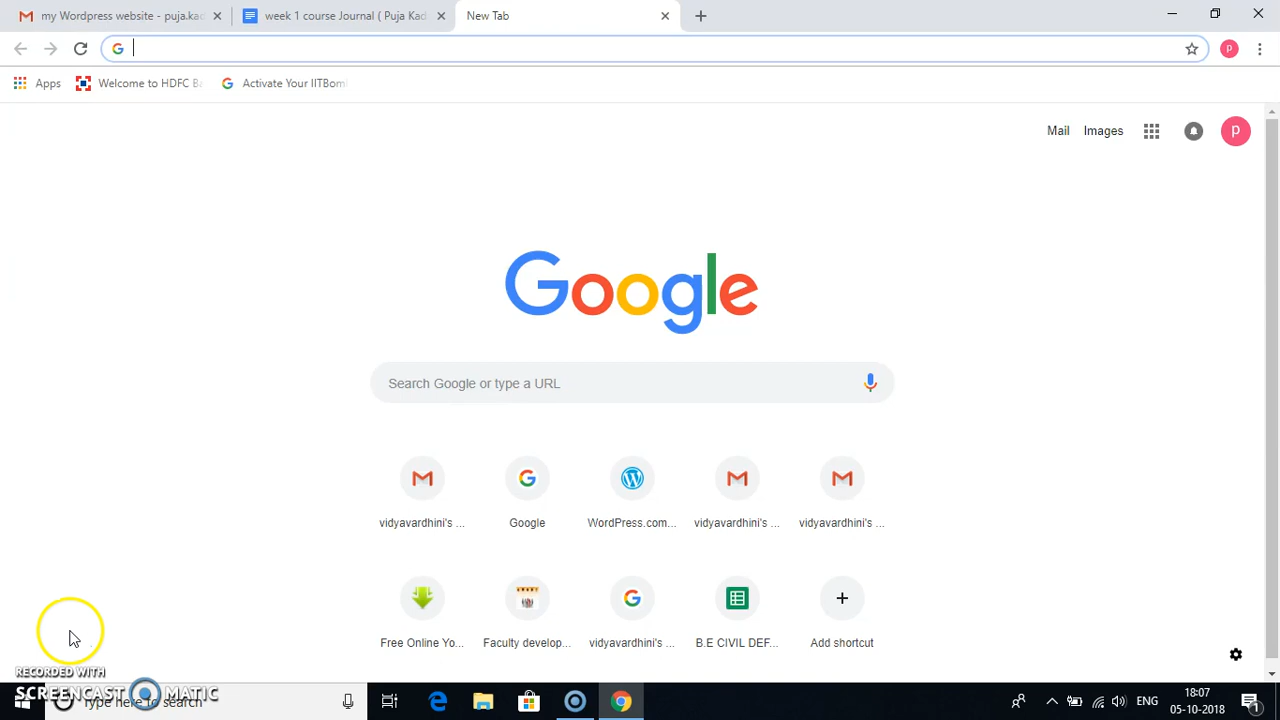 my Wordpress website - puja.kad
week 1 course Journal ( Puja Kad
New Tab
P
Apps
Welcome to HDFC Ba
Activate Your IITBom
Mail
Images
p
Google
Search Google or type a URL
vidyavardhini's ...
Google
WordPress.com...
vidyavardhini's ...
vidyavardhini's ...
Free Online Yo...
Faculty develop...
vidyavardhini's ...
B.E CIVIL DEF...
Add shortcut
RECORDED WITH
SCREENCAST MATIC
Type here to search
ENG
18:07
05-10-2018
1